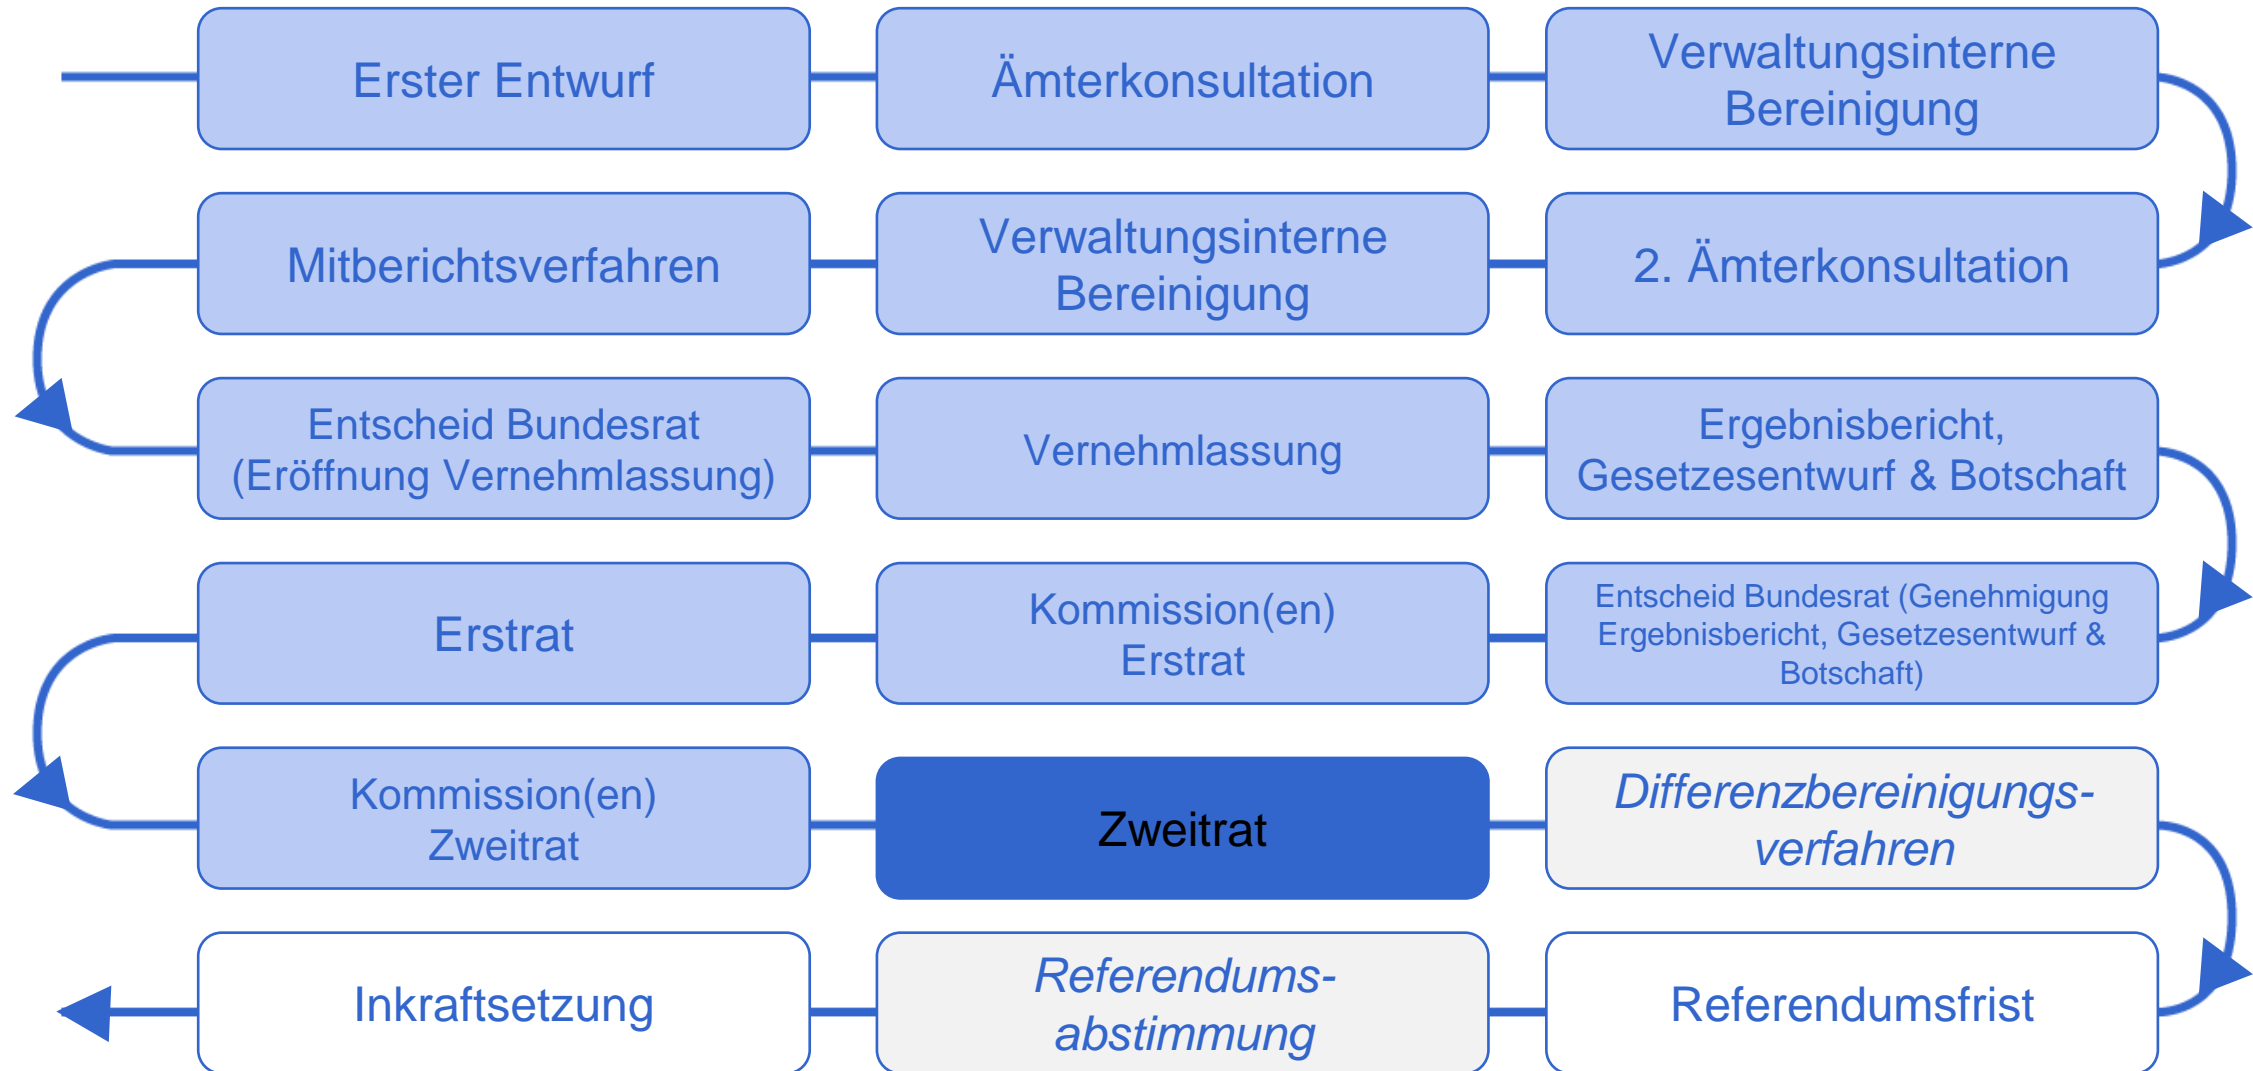 Erster Entwurf
Ämterkonsultation
Verwaltungsinterne
Bereinigung
Mitberichtsverfahren
Verwaltungsinterne
Bereinigung
2. Ämterkonsultation
Entscheid Bundesrat
(Eröffnung Vernehmlassung)
Vernehmlassung
Ergebnisbericht,
Gesetzesentwurf & Botschaft
Erstrat
Kommission(en)
Erstrat
Entscheid Bundesrat (Genehmigung
Ergebnisbericht, Gesetzesentwurf &
Botschaft)
Kommission(en)
Zweitrat
Zweitrat
Differenzbereinigungs-
verfahren
Inkraftsetzung
Referendums-
abstimmung
Referendumsfrist